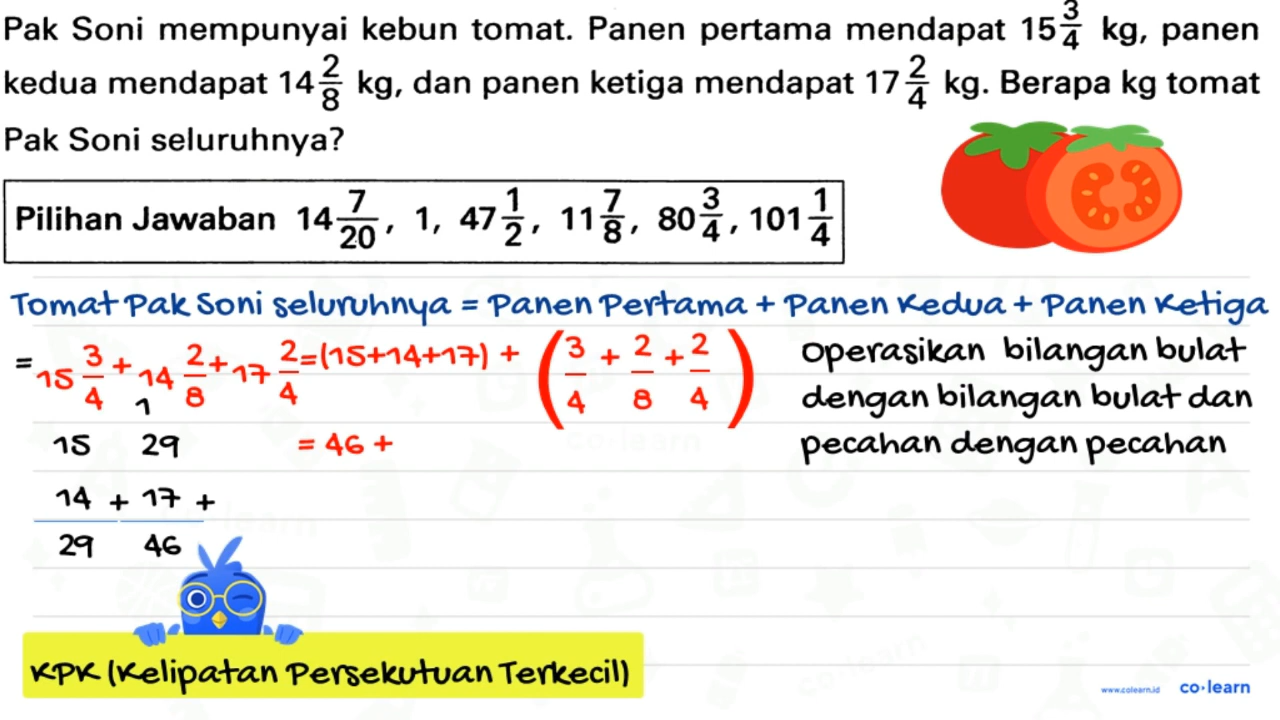 Pak Soni mempunyai kebun tomat. Panen pertama mendapat 15 3/4 kg, panen
kedua mendapat 14 2/8 kg, dan panen ketiga mendapat 17 2/4 kg. Berapa kg tomat
Pak Soni seluruhnya?
Pilihan Jawaban 14 7/20, 1, 47 1/2, 11 7/8, 80 3/4, 101 1/4
Tomat Pak Soni seluruhnya = Panen Pertama + Panen Kedua + Panen Ketiga
= 15 3/4 + 14 2/8 + 17 2/4 = (15+14+17) + (3/4 + 2/8 + 2/4)
Operasikan bilangan bulat
dengan bilangan bulat dan
pecahan dengan pecahan
1
15 29 = 46 +
14 + 17 +
29 46
KPK (Kelipatan Persekutuan Terkecil)
www.colearn.id co·learn